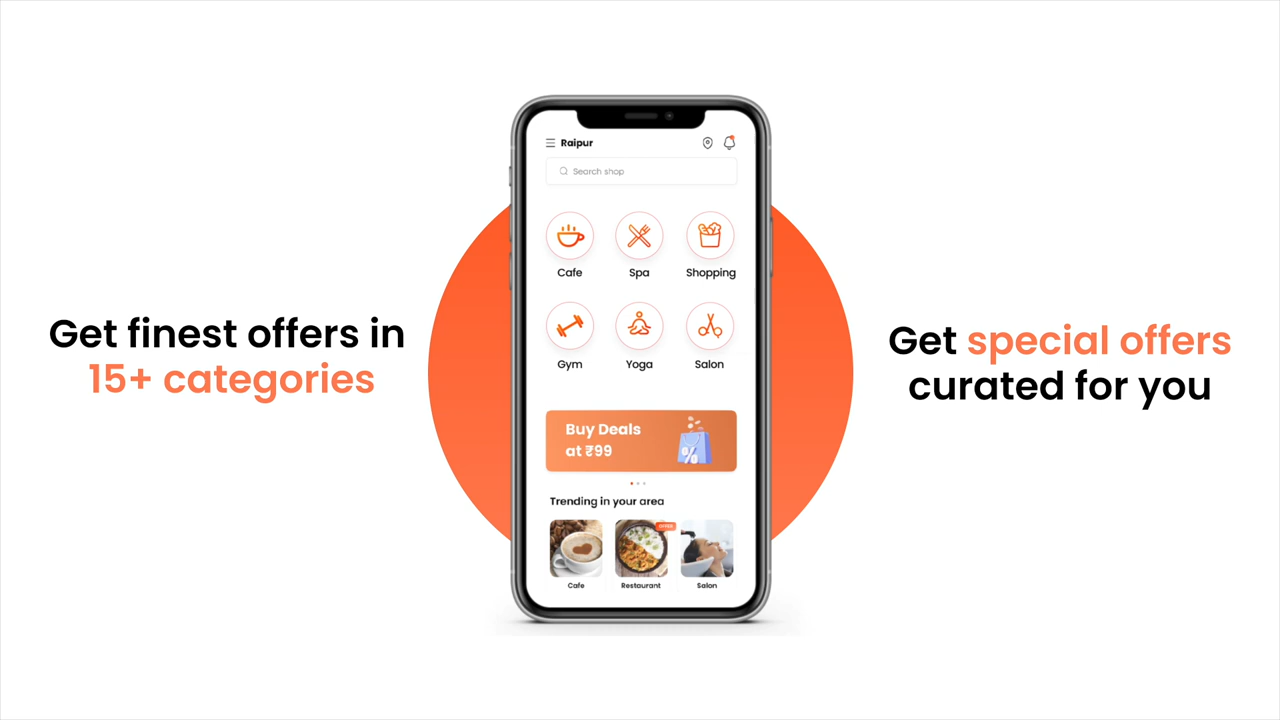 Get finest offers in
15+ categories
Raipur
Search shop
Cafe
Spa
Shopping
Gym
Yoga
Salon
Buy Deals
at ₹99
Trending in your area
OFFER
Cafe
Restaurant
Salon
Get special offers
curated for you